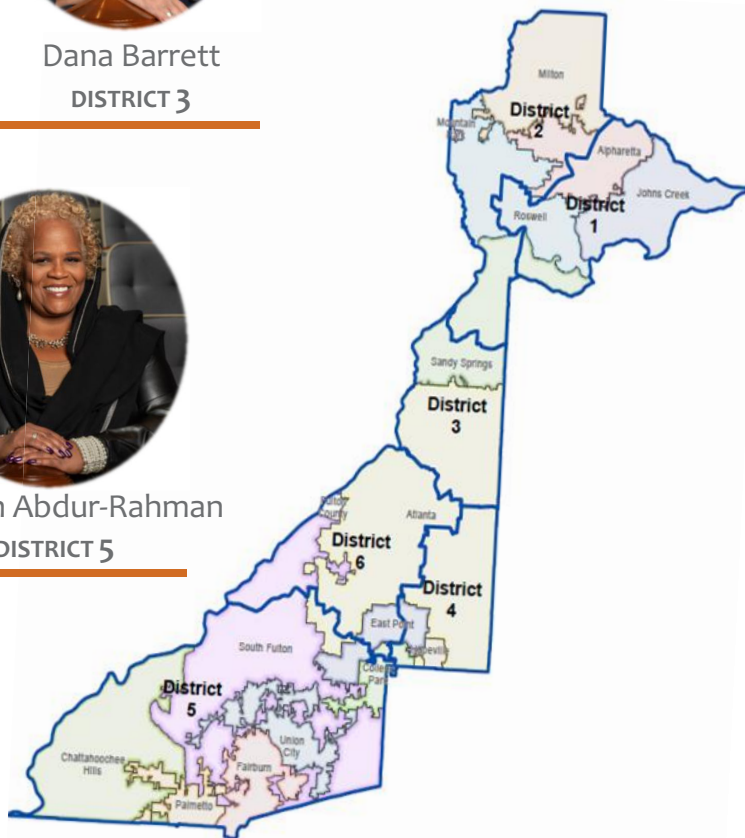 Dana Barrett
DISTRICT 3
Abdur-Rahman
DISTRICT 5
Milton
District
2
Alpharetta
Johns Creek
District
1
Roswell
Sandy Springs
District
3
Fulton
County
Atlanta
District
6
District
4
East Point
South Fulton
College
Park
District
5
Union
City
Chattahoochee
Hills
Fairburn
Palmetto